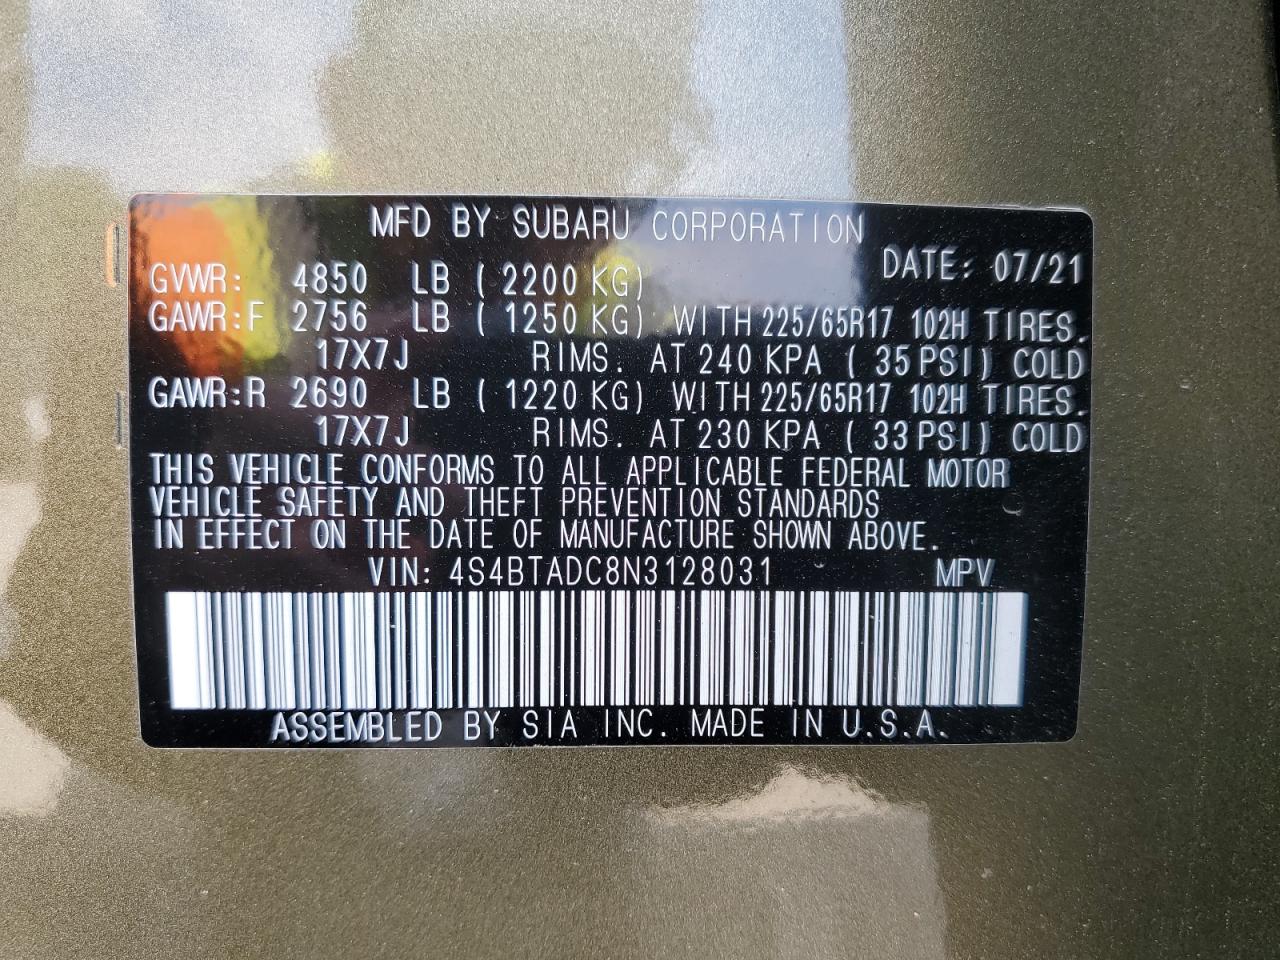 MFD BY SUBARU CORPORATION
DATE: 07/21
GVWR: 4850 LB ( 2200 KG)
GAWR:F 2756 LB ( 1250 KG) WITH 225/65R17 102H TIRES.
17X7J RIMS. AT 240 KPA ( 35 PSI) COLD
GAWR:R 2690 LB ( 1220 KG) WITH 225/65R17 102H TIRES.
17X7J RIMS. AT 230 KPA ( 33 PSI) COLD
THIS VEHICLE CONFORMS TO ALL APPLICABLE FEDERAL MOTOR
VEHICLE SAFETY AND THEFT PREVENTION STANDARDS
IN EFFECT ON THE DATE OF MANUFACTURE SHOWN ABOVE.
VIN: 4S4BTADC8N3128031 MPV
ASSEMBLED BY SIA INC. MADE IN U.S.A.